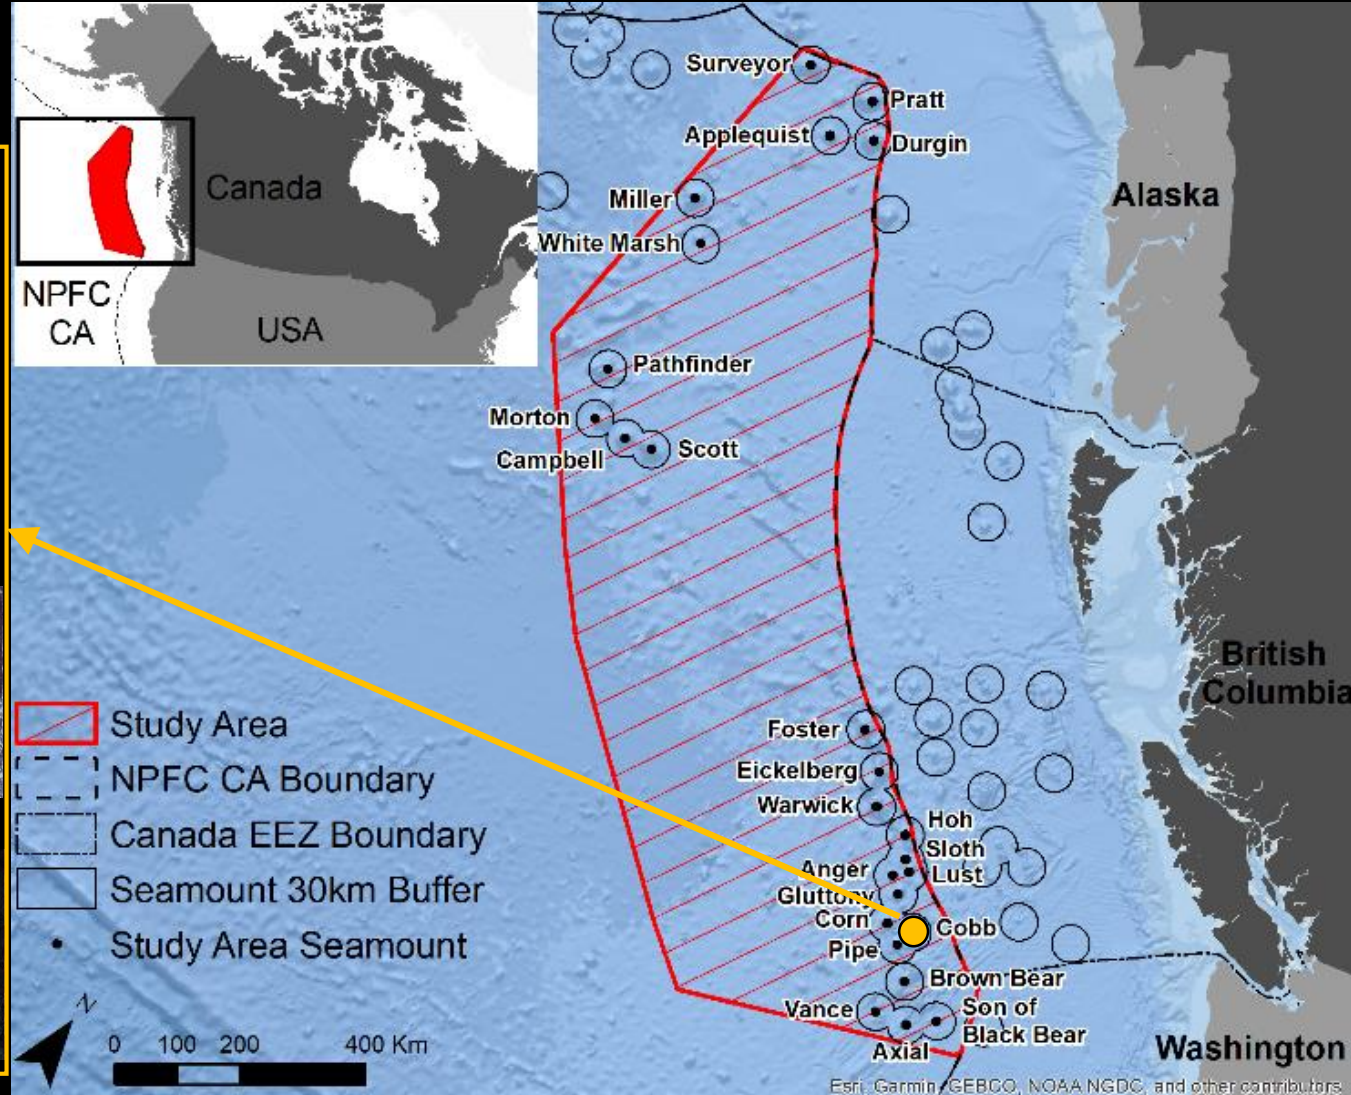 Surveyor
Pratt
Applequist
Durgin
Alaska
Canada
Miller
White Marsh
NPFC
CA
USA
Pathfinder
Morton
Campbell
Scott
British
Columbia
Study Area
NPFC CA Boundary
Canada EEZ Boundary
Seamount 30km Buffer
Study Area Seamount
Foster
Eickelberg
Warwick
Hoh
Sloth
Anger
Lust
Gluttony
Corn
Cobb
Pipe
Brown Bear
Vance
Son of
Black Bear
Axial
Washington
N
0 100 200 400 Km
Esri, Garmin, GEBCO, NOAA NGDC, and other contributors